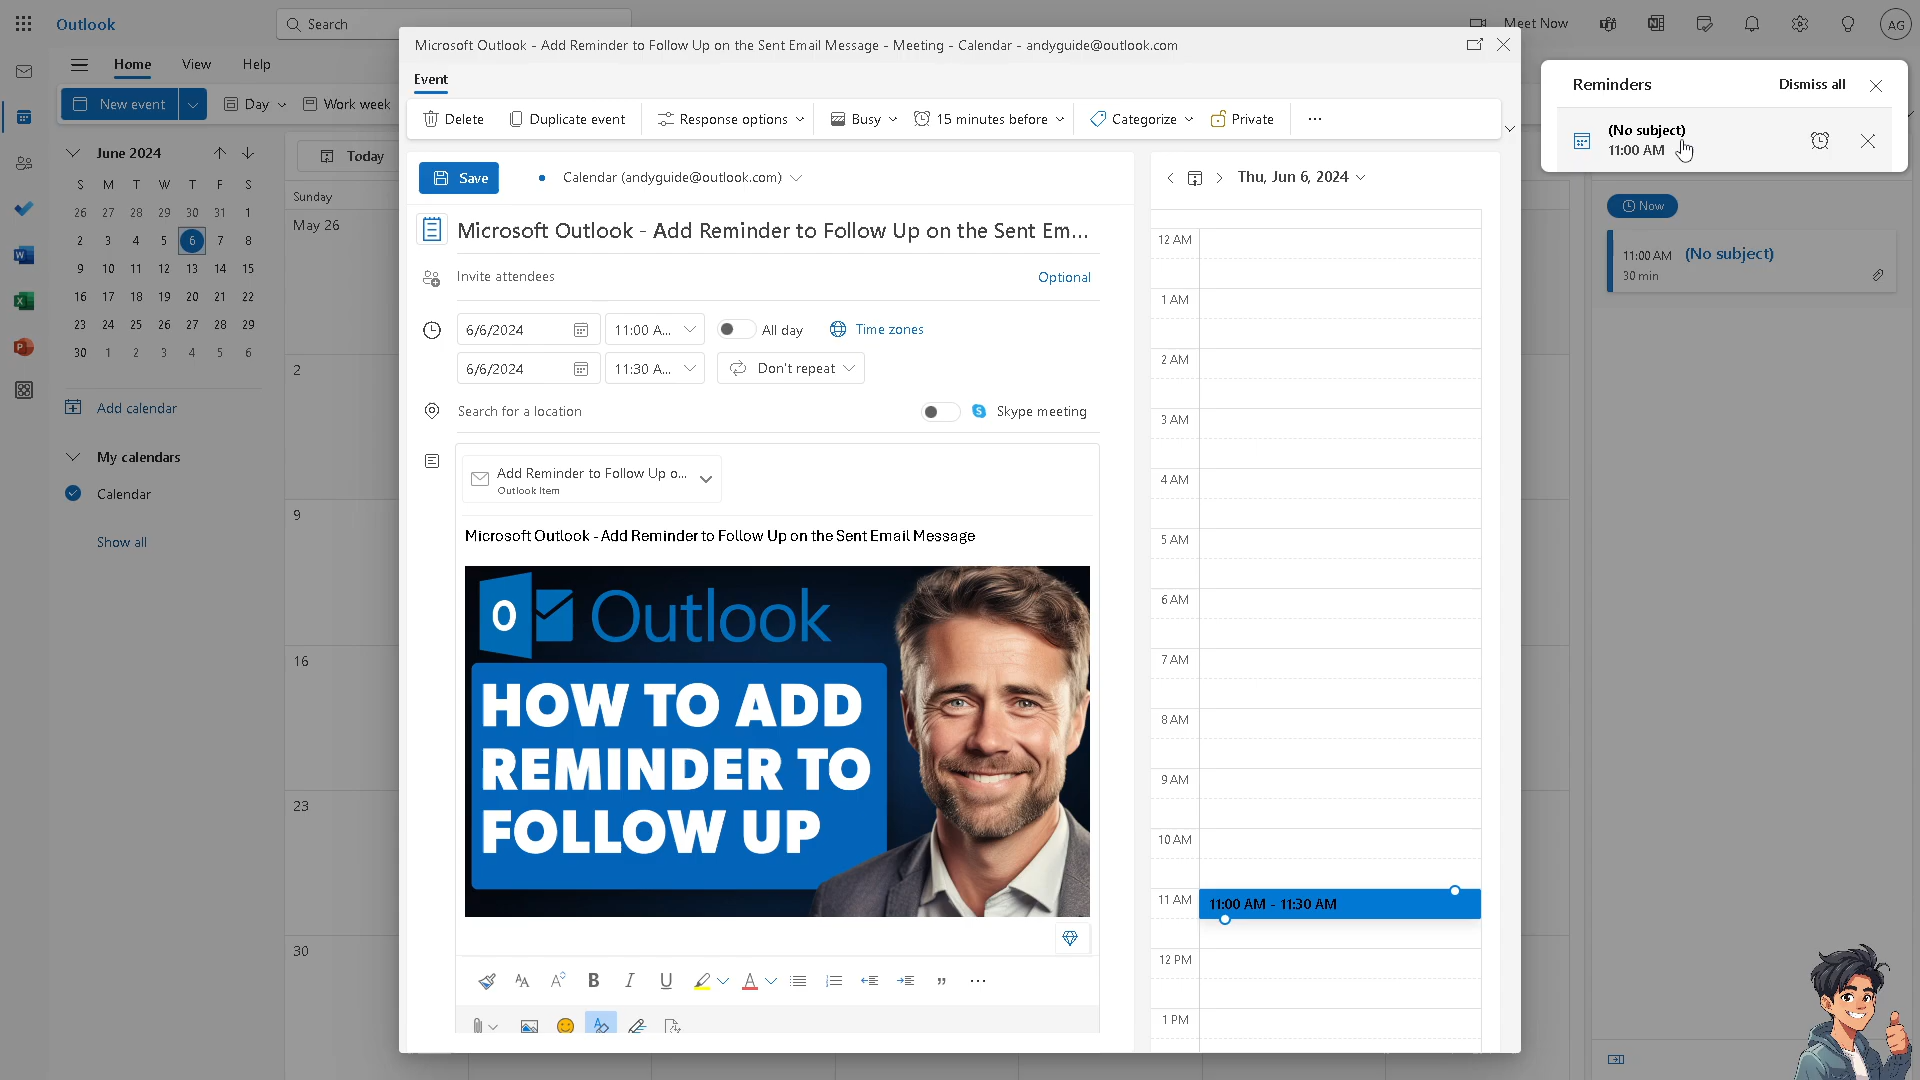 Outlook
Search
Meet Now
AG
Microsoft Outlook - Add Reminder to Follow Up on the Sent Email Message - Meeting - Calendar - andyguide@outlook.com
Home
View
Help
Event
Reminders
Dismiss all
New event
Day
Work week
Delete
Duplicate event
Response options
Busy
15 minutes before
Categorize
Private
(No subject)
11:00 AM
June 2024
Today
Save
Calendar (andyguide@outlook.com)
Thu, Jun 6, 2024
S M T W T F S
26 27 28 29 30 31 1
2 3 4 5 6 7 8
9 10 11 12 13 14 15
16 17 18 19 20 21 22
23 24 25 26 27 28 29
30 1 2 3 4 5 6
Sunday
May 26
2
9
16
23
30
Now
11:00 AM (No subject)
30 min
Microsoft Outlook - Add Reminder to Follow Up on the Sent Em...
Invite attendees
Optional
6/6/2024
11:00 A...
All day
Time zones
6/6/2024
11:30 A...
Don't repeat
Search for a location
Skype meeting
Add calendar
My calendars
Calendar
Show all
Add Reminder to Follow Up o...
Outlook Item
Microsoft Outlook - Add Reminder to Follow Up on the Sent Email Message
Outlook
HOW TO ADD
REMINDER TO
FOLLOW UP
12 AM
1 AM
2 AM
3 AM
4 AM
5 AM
6 AM
7 AM
8 AM
9 AM
10 AM
11 AM
11:00 AM - 11:30 AM
12 PM
1 PM